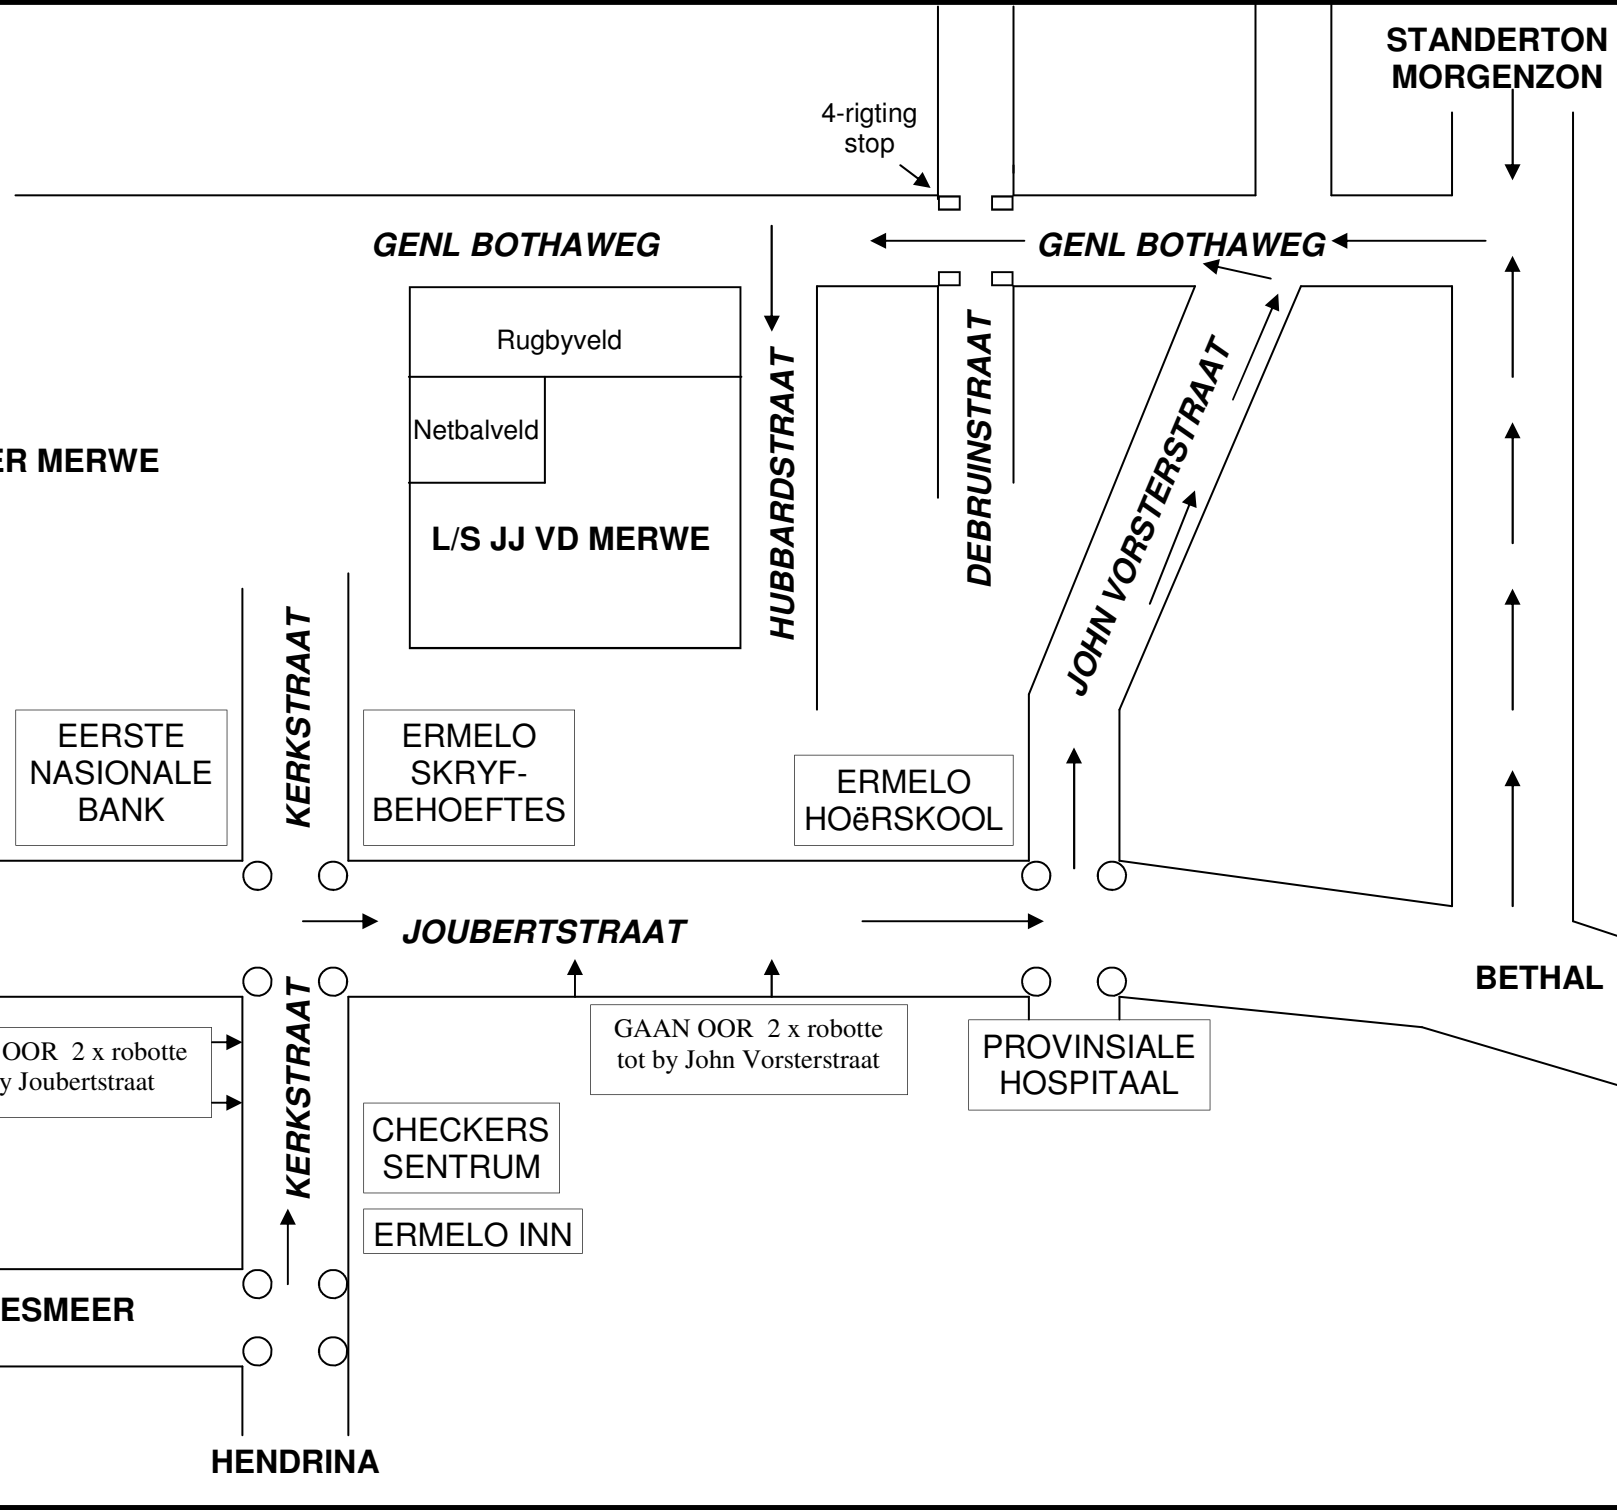 STANDERTON
MORGENZON
4-rigting
stop
GENL BOTHAWEG
GENL BOTHAWEG
Rugbyveld
Netbalveld
ER MERWE
L/S JJ VD MERWE
HUBBARDSTRAAT
DEBRUINSTRAAT
JOHN VORSTERSTRAAT
KERKSTRAAT
EERSTE
NASIONALE
BANK
ERMELO
SKRYF-
BEHOEFTES
ERMELO
HOëRSKOOL
JOUBERTSTRAAT
BETHAL
OOR 2 x robotte
y Joubertstraat
KERKSTRAAT
GAAN OOR 2 x robotte
tot by John Vorsterstraat
PROVINSIALE
HOSPITAAL
CHECKERS
SENTRUM
ERMELO INN
ESMEER
HENDRINA